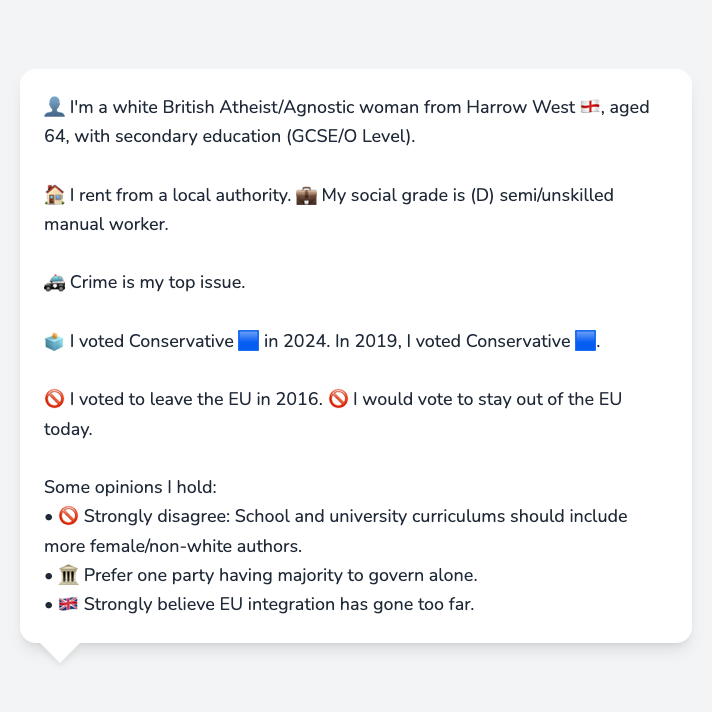 👤 I'm a white British Atheist/Agnostic woman from Harrow West 🏴󠁧󠁢󠁥󠁮󠁧󠁿, aged
64, with secondary education (GCSE/O Level).
🏠 I rent from a local authority. 💼 My social grade is (D) semi/unskilled
manual worker.
🚓 Crime is my top issue.
🗳️ I voted Conservative 🟦 in 2024. In 2019, I voted Conservative 🟦.
🚫 I voted to leave the EU in 2016. 🚫 I would vote to stay out of the EU
today.
Some opinions I hold:
• 🚫 Strongly disagree: School and university curriculums should include
more female/non-white authors.
• 🏛️ Prefer one party having majority to govern alone.
• 🇬🇧 Strongly believe EU integration has gone too far.